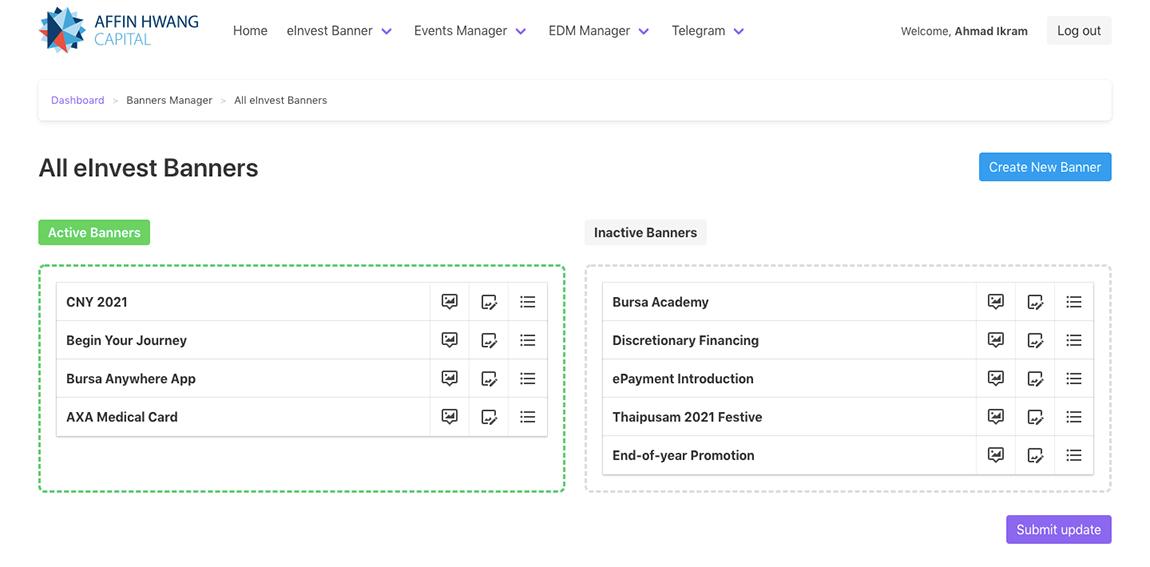 AFFIN HWANG
CAPITAL
Home eInvest Banner Events Manager EDM Manager Telegram Welcome, Ahmad Ikram Log out
Dashboard > Banners Manager > All eInvest Banners
All eInvest Banners Create New Banner
Active Banners
CNY 2021
Begin Your Journey
Bursa Anywhere App
AXA Medical Card
Inactive Banners
Bursa Academy
Discretionary Financing
ePayment Introduction
Thaipusam 2021 Festive
End-of-year Promotion
Submit update